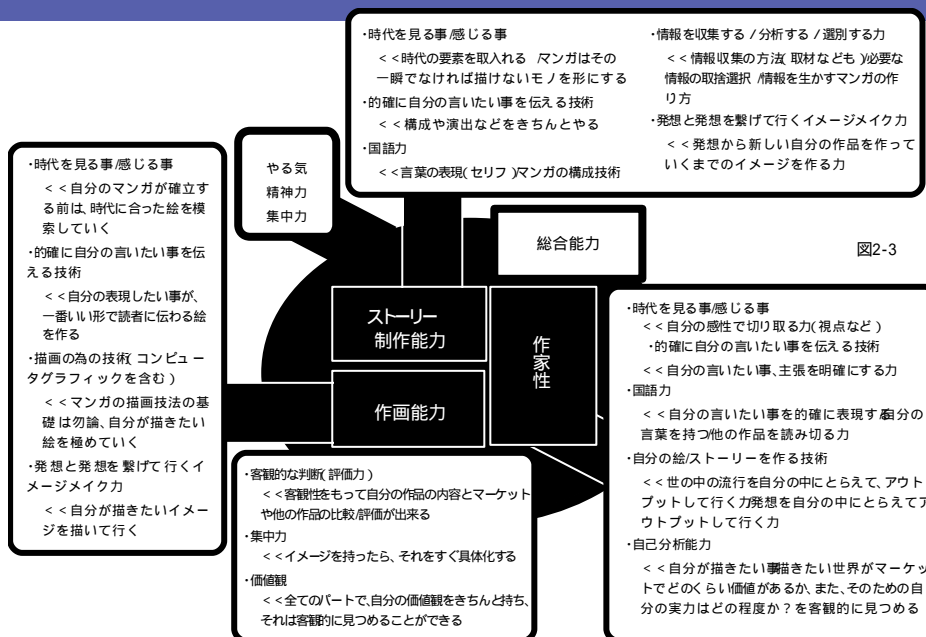 ・時代を見る事/感じる事
<<時代の要素を取入れる /マンガはその
一瞬でなければ描けないモノを形にする
・的確に自分の言いたい事を伝える技術
<<構成や演出などをきちんとやる
・国語力
<<言葉の表現(セリフ)/マンガの構成技術
・情報を収集する / 分析する / 選別する力
<<情報収集の方法(取材なども)/必要な
情報の取捨選択 /情報を生かすマンガの作
り方
・発想と発想を繋げて行くイメージメイク力
<<発想から新しい自分の作品を作って
いくまでのイメージを作る力
やる気
精神力
集中力
・時代を見る事/感じる事
<<自分のマンガが確立す
る前は、時代に合った絵を模
索していく
・的確に自分の言いたい事を伝
える技術
<<自分の表現したい事が、
一番いい形で読者に伝わる絵
を作る
・描画の為の技術(コンピュー
タグラフィックを含む)
<<マンガの描画技法の基
礎は勿論、自分が描きたい
絵を極めていく
・発想と発想を繋げて行くイ
メージメイク力
<<自分が描きたいイメー
ジを描いて行く
総合能力
図2-3
ストーリー
制作能力
作画能力
作家性
・客観的な判断(評価力)
<<客観性をもって自分の作品の内容とマーケット
や他の作品の比較/評価が出来る
・集中力
<<イメージを持ったら、それをすぐ具体化する
・価値観
<<全てのパートで、自分の価値観をきちんと持ち、
それは客観的に見つめることができる
・時代を見る事/感じる事
<<自分の感性で切り取る力(視点など)
・的確に自分の言いたい事を伝える技術
<<自分の言いたい事、主張を明確にする力
・国語力
<<自分の言いたい事を的確に表現する/自分の
言葉を持つ/他の作品を読み切る力
・自分の絵/ストーリーを作る技術
<<世の中の流行を自分の中にとらえて、アウト
プットして行く力/発想を自分の中にとらえてア
ウトプットして行く力
・自己分析能力
<<自分が描きたい事/描きたい世界がマーケッ
トでどのくらい価値があるか、また、そのための自
分の実力はどの程度か?を客観的に見つめる